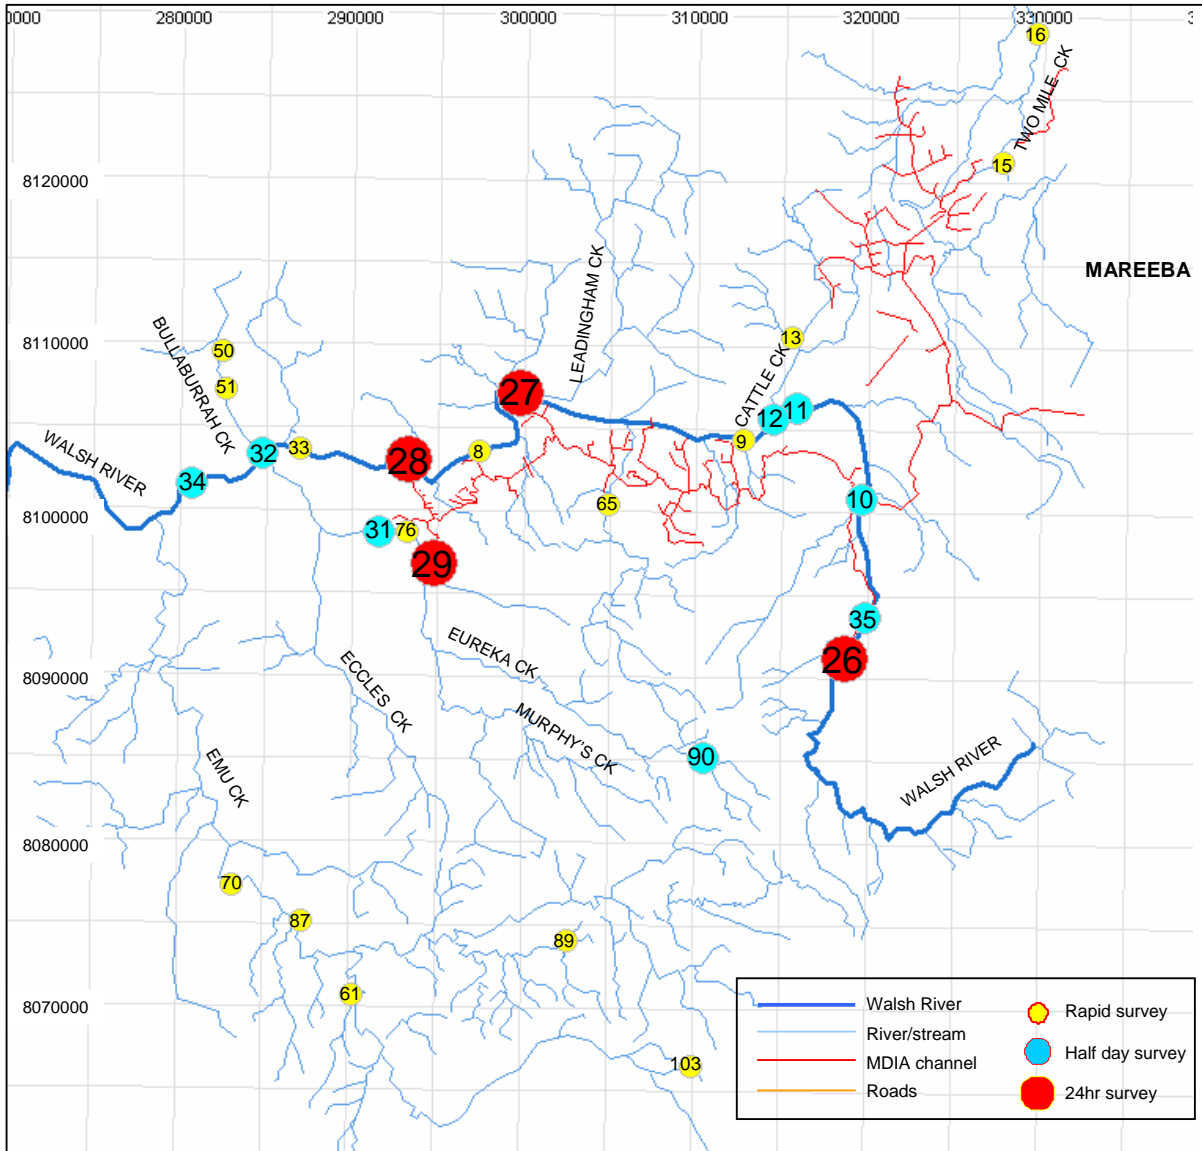 0000
280000
290000
300000
310000
320000
330000
3
16
TWO MILE CK
15
8120000
MAREEBA
LEADINGHAM CK
BULLABURRAH CK
13
8110000
50
CATTLE CK
51
27
11
12
9
WALSH RIVER
32
33
28
8
34
10
65
8100000
31
76
29
35
EUREKA CK
26
ECCLES CK
8090000
MURPHY'S CK
90
EMU CK
WALSH RIVER
8080000
70
87
89
61
8070000
103
Walsh River
River/stream
MDIA channel
Roads
Rapid survey
Half day survey
24hr survey